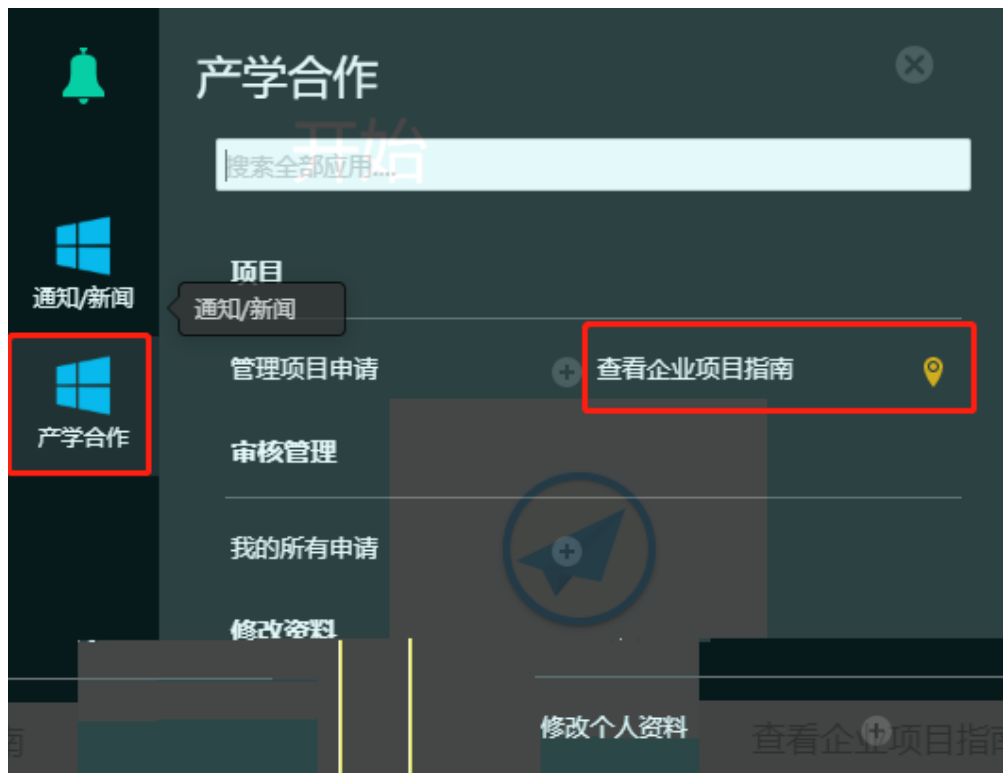 产学合作
开始
搜索全部应用....
项目
通知/新闻
通知/新闻
管理项目申请
查看企业项目指南
产学合作
审核管理
我的所有申请
修改资料
修改个人资料
南
查看企业项目指南